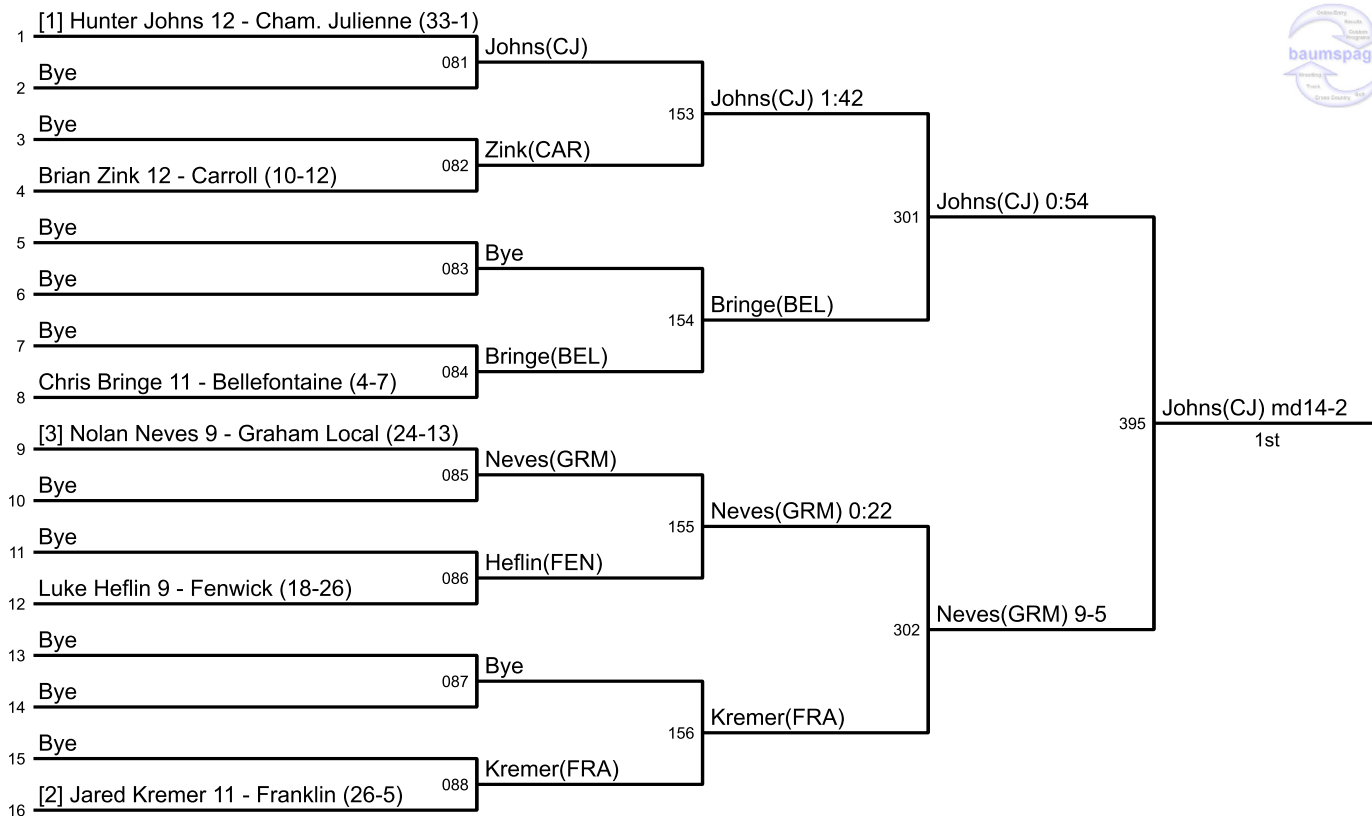 [1] Hunter Johns 12 - Cham. Julienne (33-1)
1
Bye
2
081
Johns(CJ)
Bye
3
Brian Zink 12 - Carroll (10-12)
4
082
Zink(CAR)
153
Johns(CJ) 1:42
Bye
5
Bye
6
083
Bye
Bye
7
Chris Bringe 11 - Bellefontaine (4-7)
8
084
Bringe(BEL)
154
Bringe(BEL)
301
Johns(CJ) 0:54
[3] Nolan Neves 9 - Graham Local (24-13)
9
Bye
10
085
Neves(GRM)
Bye
11
Luke Heflin 9 - Fenwick (18-26)
12
086
Heflin(FEN)
155
Neves(GRM) 0:22
Bye
13
Bye
14
087
Bye
Bye
15
[2] Jared Kremer 11 - Franklin (26-5)
16
088
Kremer(FRA)
156
Kremer(FRA)
302
Neves(GRM) 9-5
395
Johns(CJ) md14-2
1st
Online Entry
Results
baumspag
Track
Cross Country